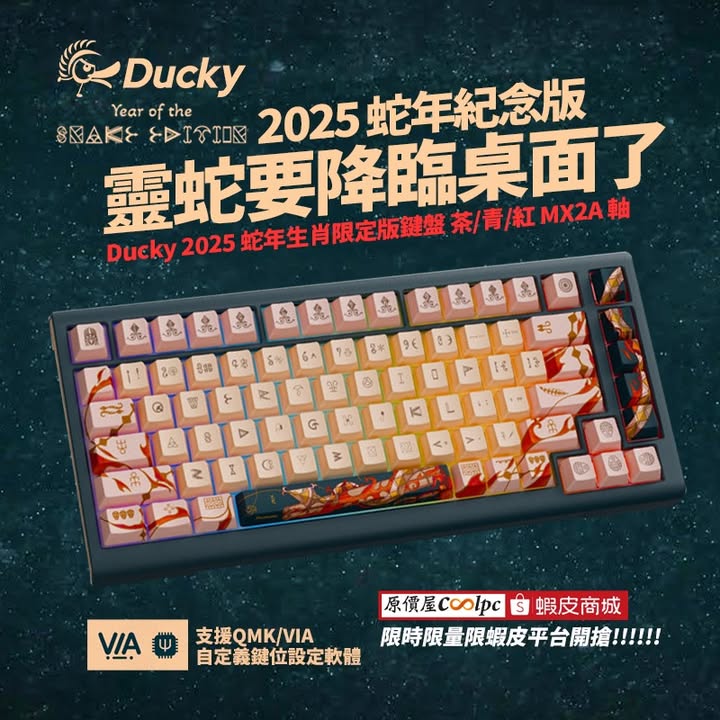 Ducky
Year of the
SNAKE EDITION
2025 蛇年紀念版
靈蛇要降臨桌面了
Ducky 2025 蛇年生肖限定版鍵盤 茶/青/紅 MX2A 軸
原價屋coolpc 蝦皮商城
限時限量限蝦皮平台開搶!!!!!!
VIA
支援QMK/VIA
自定義鍵位設定軟體